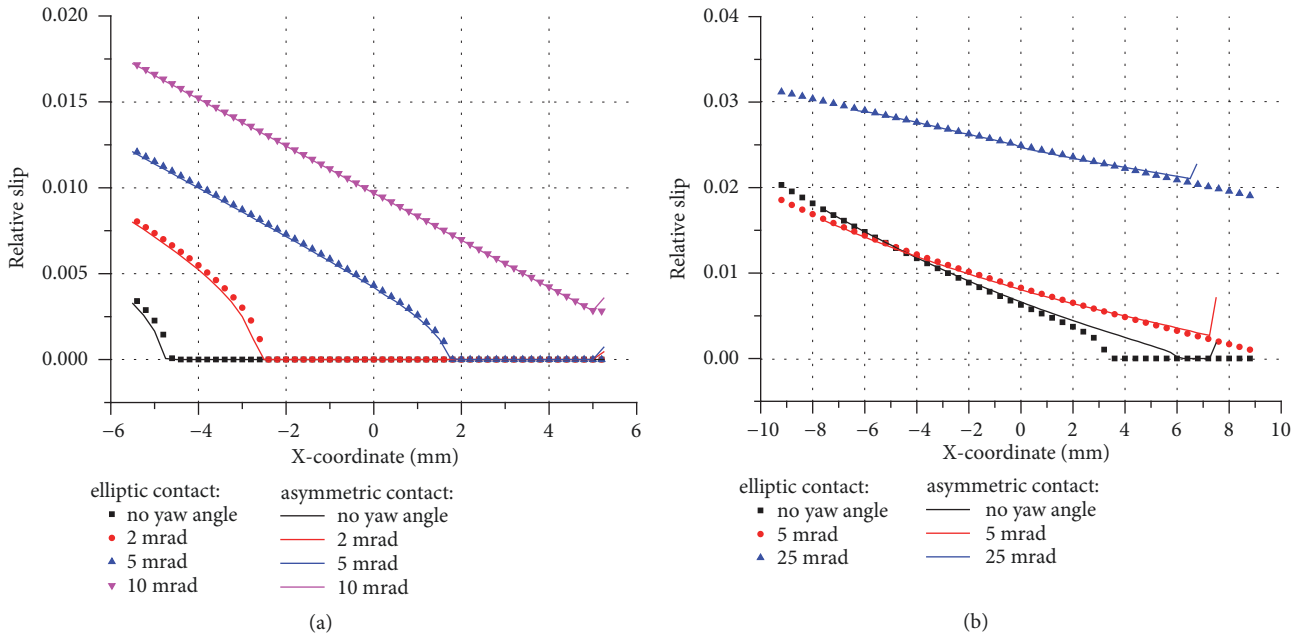 0.020
0.015
0.010
0.005
0.000
Relative slip
−6
−4
−2
0
2
4
6
X-coordinate (mm)
elliptic contact:
no yaw angle
2 mrad
5 mrad
10 mrad
asymmetric contact:
no yaw angle
2 mrad
5 mrad
10 mrad
(a)
0.04
0.03
0.02
0.01
0.00
Relative slip
−10
−8
−6
−4
−2
0
2
4
6
8
10
X-coordinate (mm)
elliptic contact:
no yaw angle
5 mrad
25 mrad
asymmetric contact:
no yaw angle
5 mrad
25 mrad
(b)